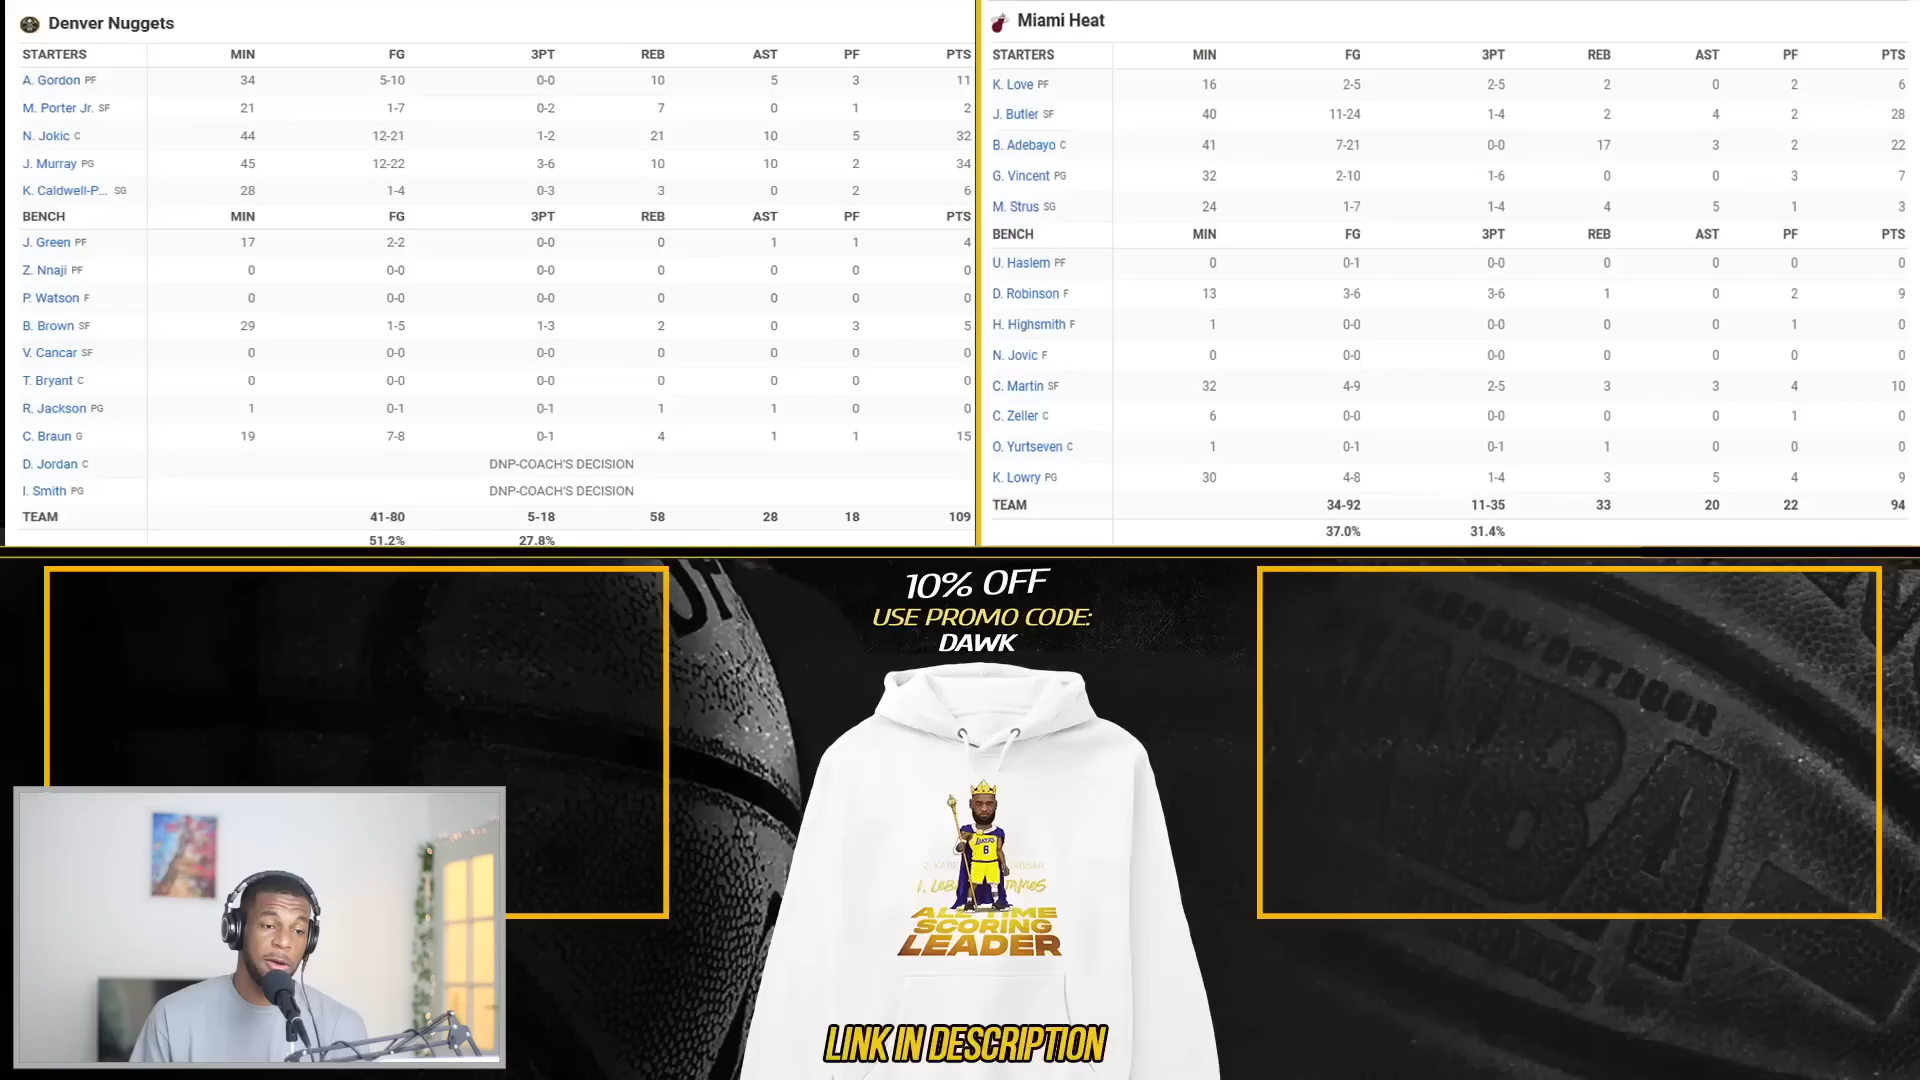 Denver Nuggets
STARTERS MIN FG 3PT REB AST PF PTS
A. Gordon PF 34 5-10 0-0 10 5 3 11
M. Porter Jr. SF 21 1-7 0-2 7 0 1 2
N. Jokic C 44 12-21 1-2 21 10 5 32
J. Murray PG 45 12-22 3-6 10 10 2 34
K. Caldwell-P... SG 28 1-4 0-3 3 0 2 6
BENCH MIN FG 3PT REB AST PF PTS
J. Green PF 17 2-2 0-0 0 1 1 4
Z. Nnaji PF 0 0-0 0-0 0 0 0 0
P. Watson F 0 0-0 0-0 0 0 0 0
B. Brown SF 29 1-5 1-3 2 0 3 5
V. Cancar SF 0 0-0 0-0 0 0 0 0
T. Bryant C 0 0-0 0-0 0 0 0 0
R. Jackson PG 1 0-1 0-1 1 1 0 0
C. Braun G 19 7-8 0-1 4 1 1 15
D. Jordan C DNP-COACH'S DECISION
I. Smith PG DNP-COACH'S DECISION
TEAM 41-80 5-18 58 28 18 109
51.2% 27.8%
Miami Heat
STARTERS MIN FG 3PT REB AST PF PTS
K. Love PF 16 2-5 2-5 2 0 2 6
J. Butler SF 40 11-24 1-4 2 4 2 28
B. Adebayo C 41 7-21 0-0 17 3 2 22
G. Vincent PG 32 2-10 1-6 0 0 3 7
M. Strus SG 24 1-7 1-4 4 5 1 3
BENCH MIN FG 3PT REB AST PF PTS
U. Haslem PF 0 0-1 0-0 0 0 0 0
D. Robinson F 13 3-6 3-6 1 0 2 9
H. Highsmith F 1 0-0 0-0 0 0 1 0
N. Jovic F 0 0-0 0-0 0 0 0 0
C. Martin SF 32 4-9 2-5 3 3 4 10
C. Zeller C 6 0-0 0-0 0 0 1 0
O. Yurtseven C 1 0-1 0-1 1 0 0 0
K. Lowry PG 30 4-8 1-4 3 5 4 9
TEAM 34-92 11-35 33 20 22 94
37.0% 31.4%
10% OFF
USE PROMO CODE:
DAWK
LAKERS
6
ALL TIME
SCORING
LEADER
LINK IN DESCRIPTION